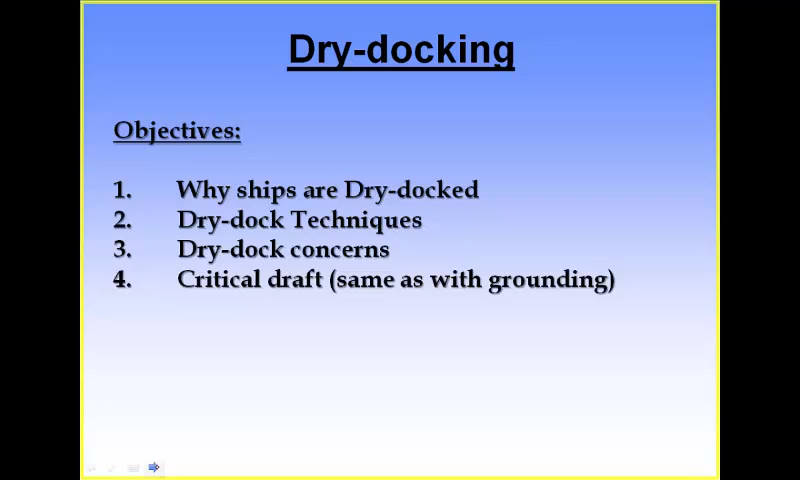 Dry-docking
Objectives:
1. Why ships are Dry-docked
2. Dry-dock Techniques
3. Dry-dock concerns
4. Critical draft (same as with grounding)